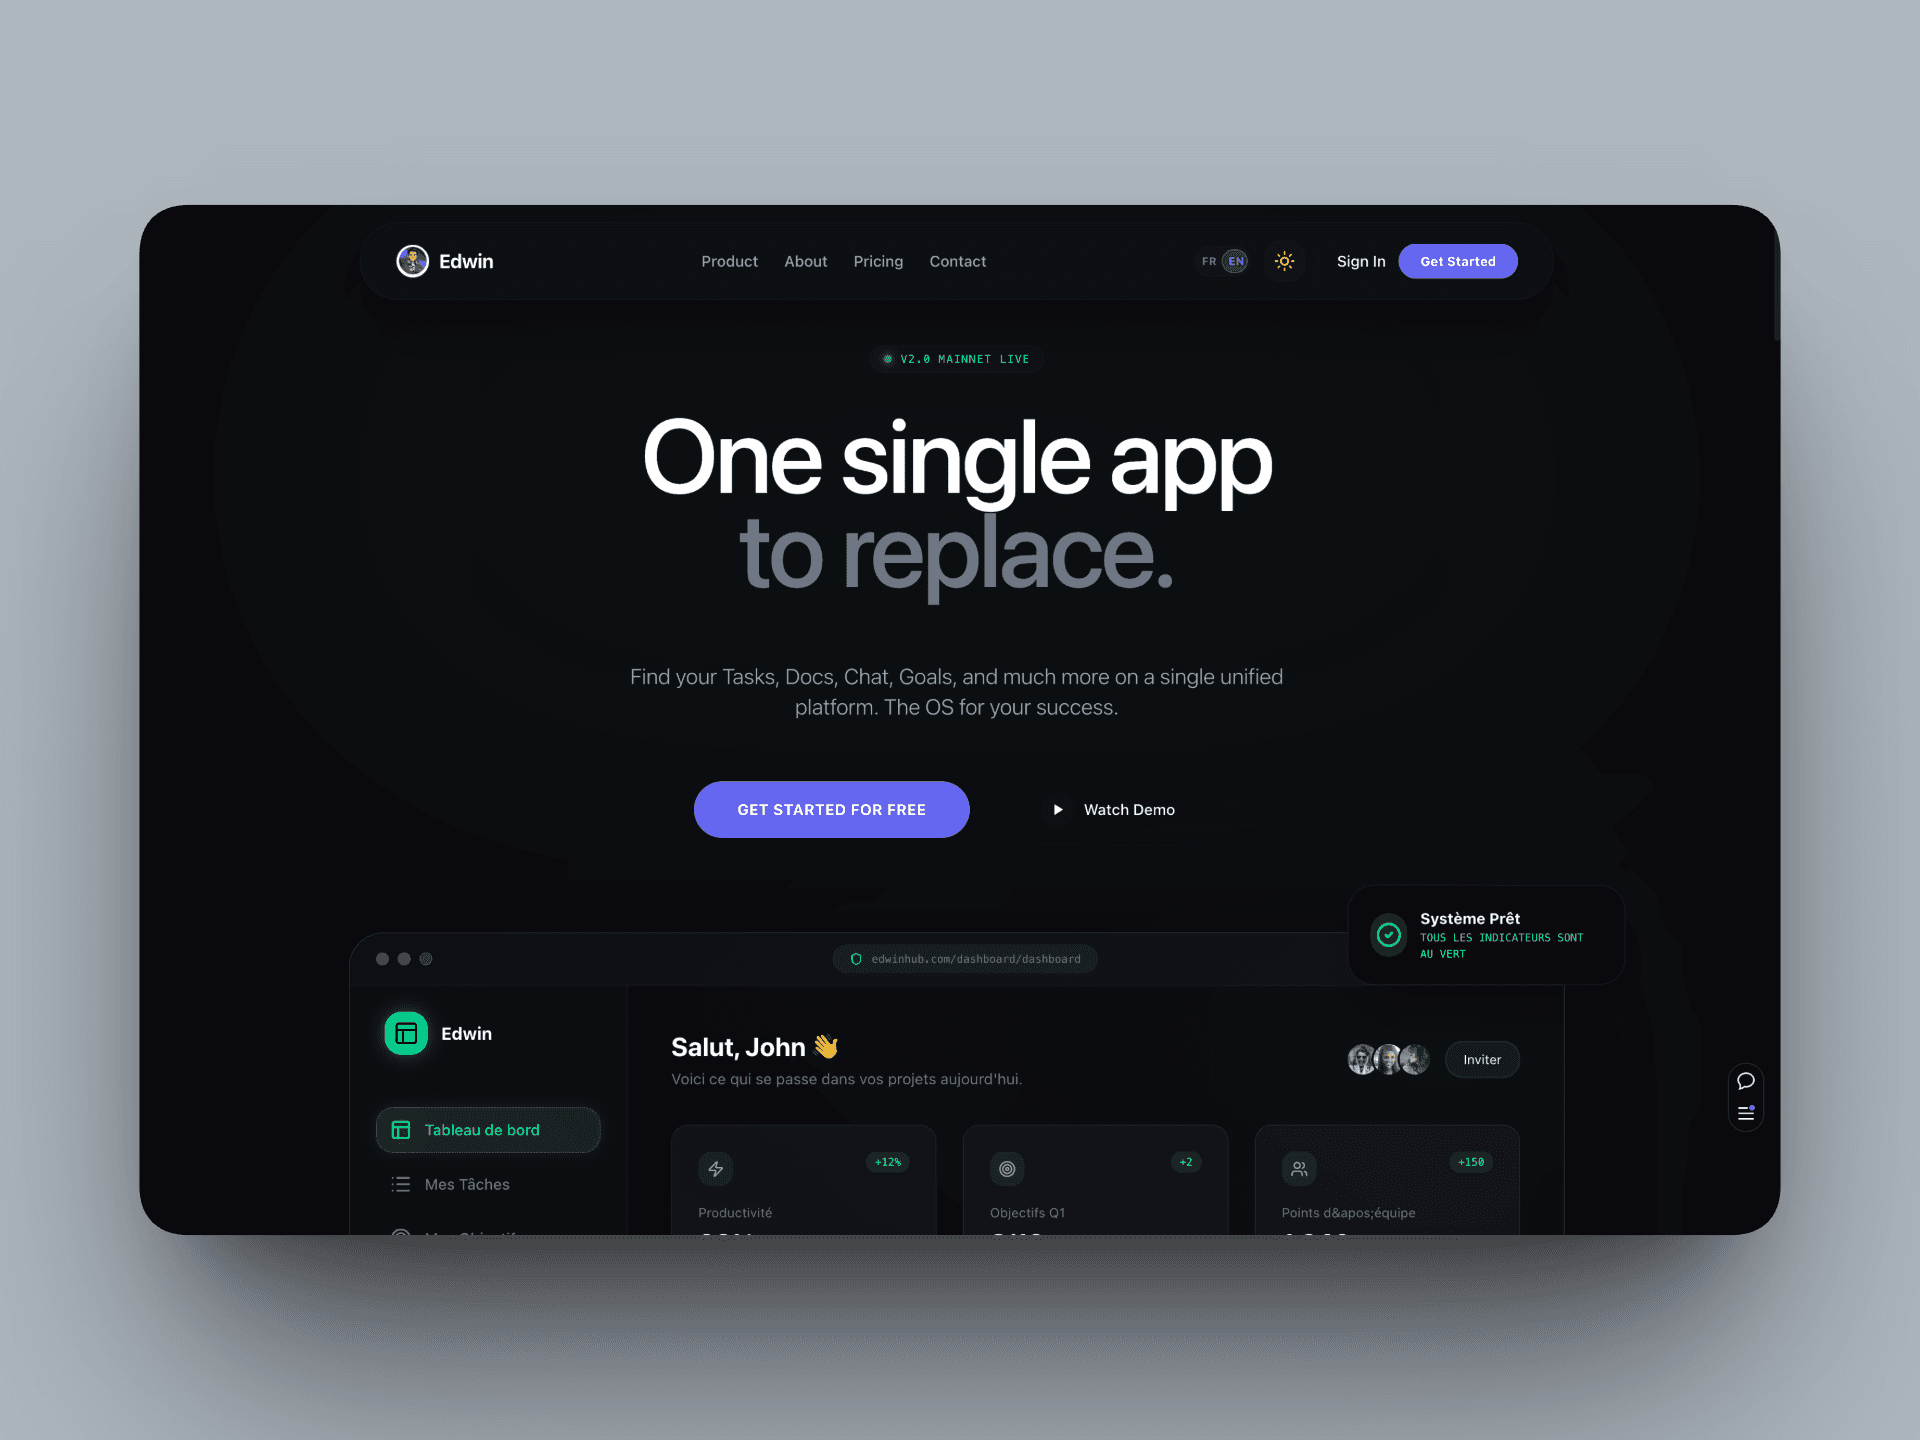 Edwin
Product
About
Pricing
Contact
FR
EN
Sign In
Get Started
V2.0 MAINNET LIVE
One single app
to replace.
Find your Tasks, Docs, Chat, Goals, and much more on a single unified
platform. The OS for your success.
GET STARTED FOR FREE
Watch Demo
Système Prêt
TOUS LES INDICATEURS SONT
AU VERT
edwinhub.com/dashboard/dashboard
Edwin
Salut, John 👋
Voici ce qui se passe dans vos projets aujourd'hui.
Inviter
Tableau de bord
Mes Tâches
+12%
Productivité
+2
Objectifs Q1
+150
Points d&apos;équipe